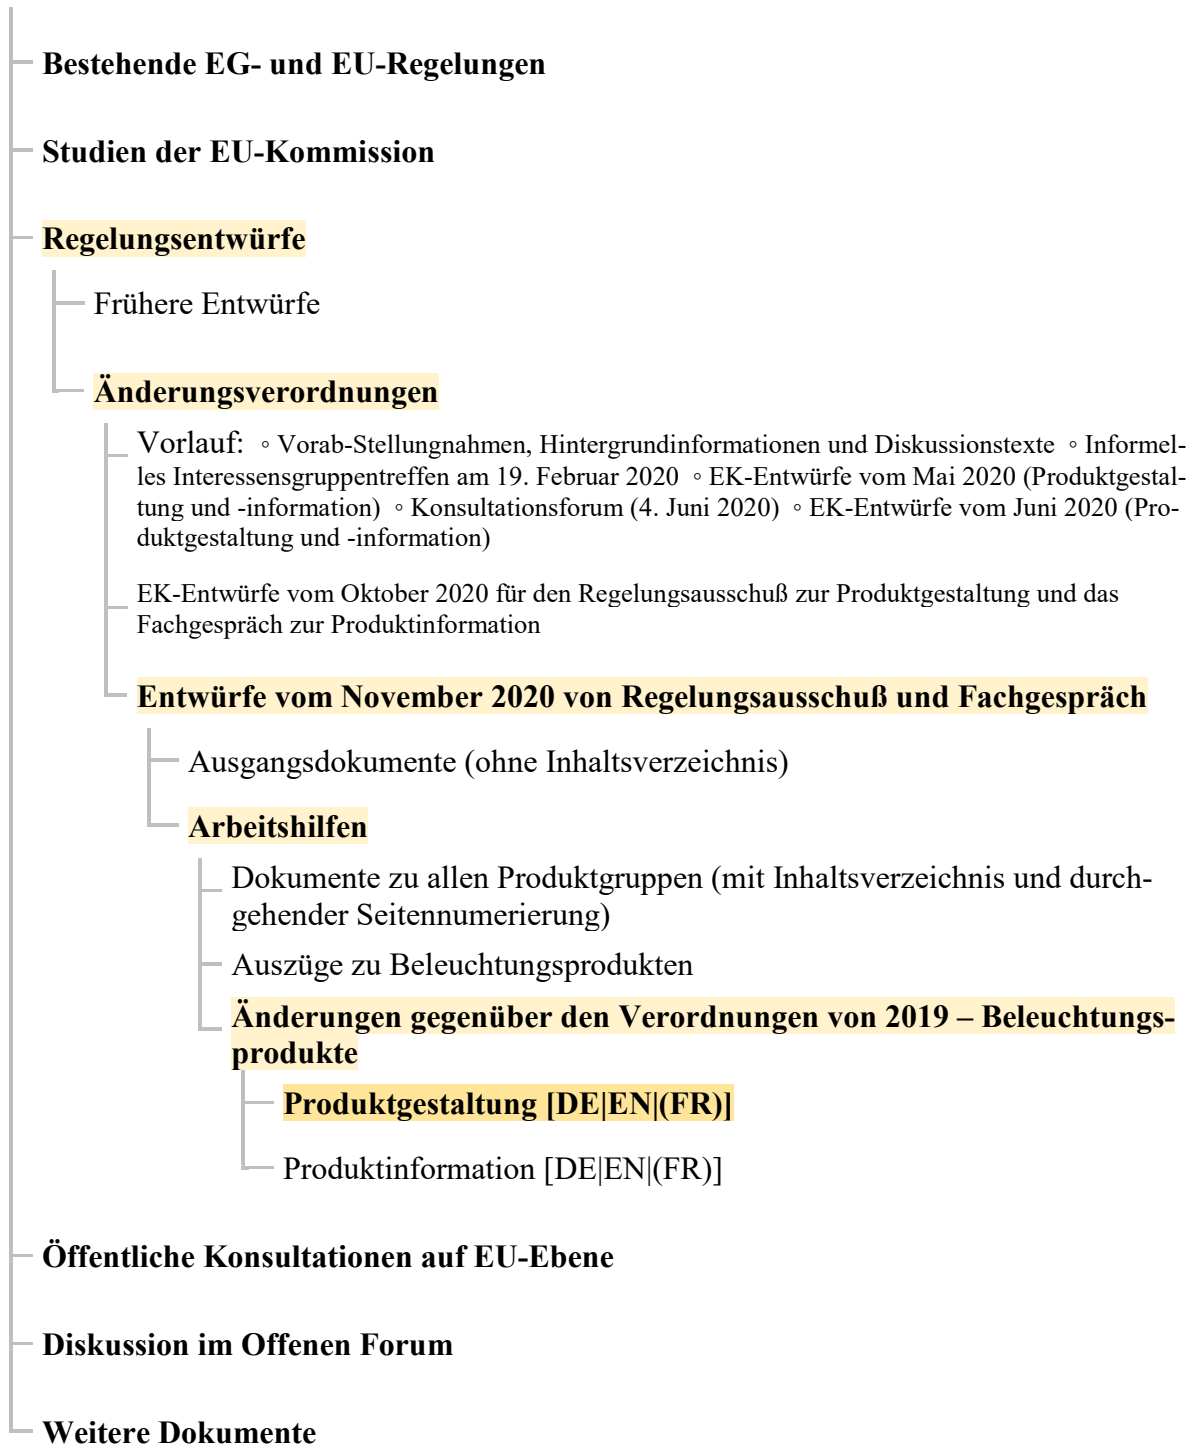 Bestehende EG- und EU-Regelungen
Studien der EU-Kommission
Regelungsentwürfe
Frühere Entwürfe
Änderungsverordnungen
Vorlauf: ◦ Vorab-Stellungnahmen, Hintergrundinformationen und Diskussionstexte ◦ Informel-
les Interessensgruppentreffen am 19. Februar 2020 ◦ EK-Entwürfe vom Mai 2020 (Produktgestal-
tung und -information) ◦ Konsultationsforum (4. Juni 2020) ◦ EK-Entwürfe vom Juni 2020 (Pro-
duktgestaltung und -information)
EK-Entwürfe vom Oktober 2020 für den Regelungsausschuß zur Produktgestaltung und das
Fachgespräch zur Produktinformation
Entwürfe vom November 2020 von Regelungsausschuß und Fachgespräch
Ausgangsdokumente (ohne Inhaltsverzeichnis)
Arbeitshilfen
Dokumente zu allen Produktgruppen (mit Inhaltsverzeichnis und durch-
gehender Seitennumerierung)
Auszüge zu Beleuchtungsprodukten
Änderungen gegenüber den Verordnungen von 2019 – Beleuchtungs-
produkte
Produktgestaltung [DE|EN|(FR)]
Produktinformation [DE|EN|(FR)]
Öffentliche Konsultationen auf EU-Ebene
Diskussion im Offenen Forum
Weitere Dokumente